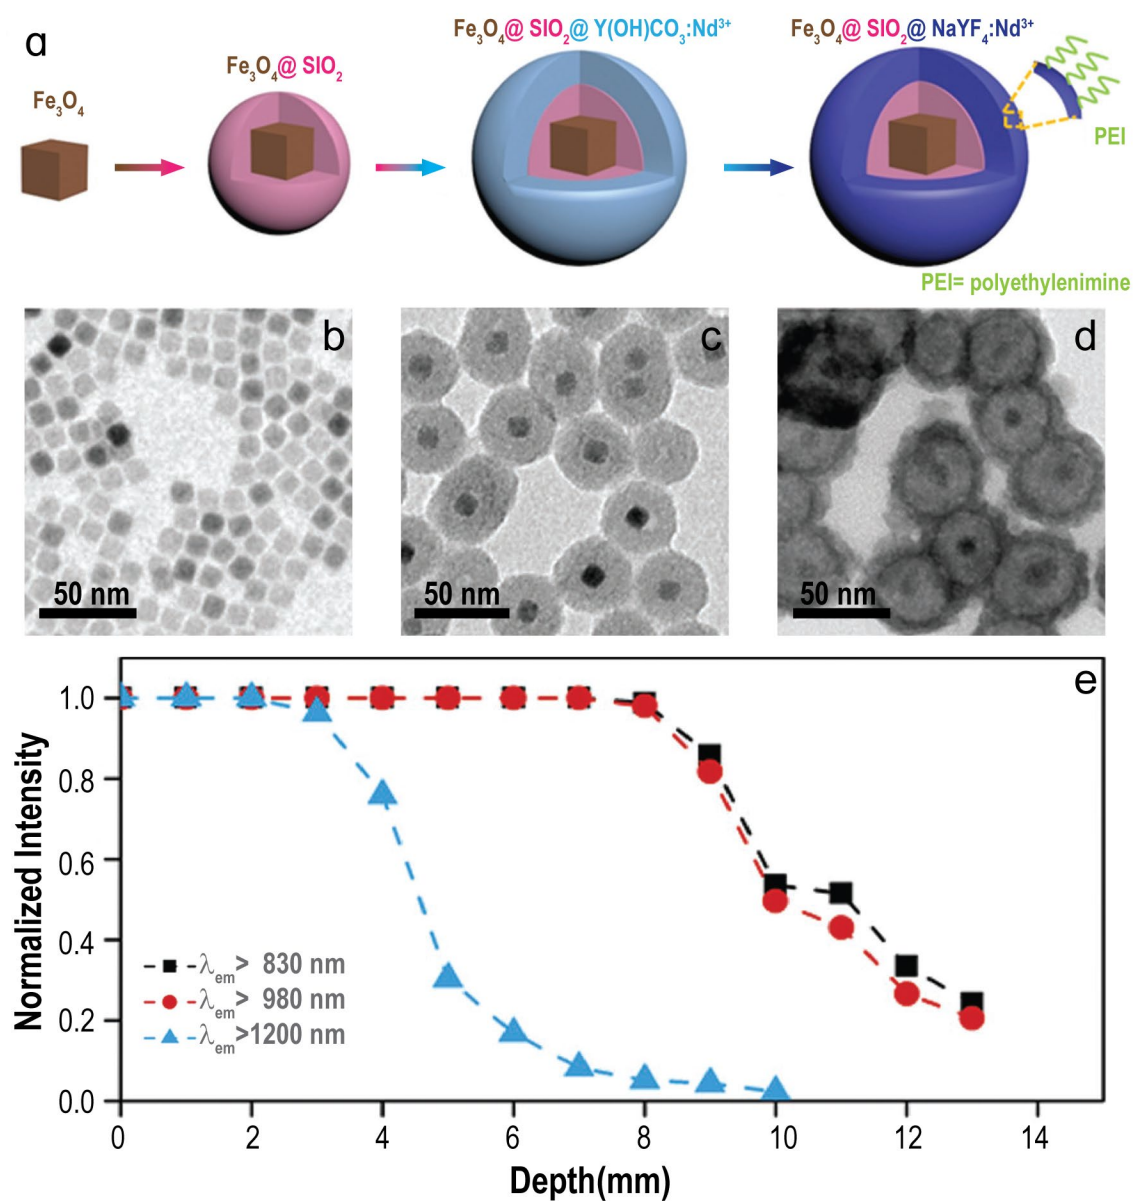 a
Fe₃O₄
Fe₃O₄@ SIO₂
Fe₃O₄@ SIO₂@ Y(OH)CO₃:Nd³⁺
Fe₃O₄@ SIO₂@ NaYF₄:Nd³⁺
PEI
PEI= polyethylenimine
b
50 nm
c
50 nm
d
50 nm
e
Normalized Intensity
1.0
0.8
0.6
0.4
0.2
0.0
λem> 830 nm
λem> 980 nm
λem>1200 nm
0 2 4 6 8 10 12 14
Depth(mm)